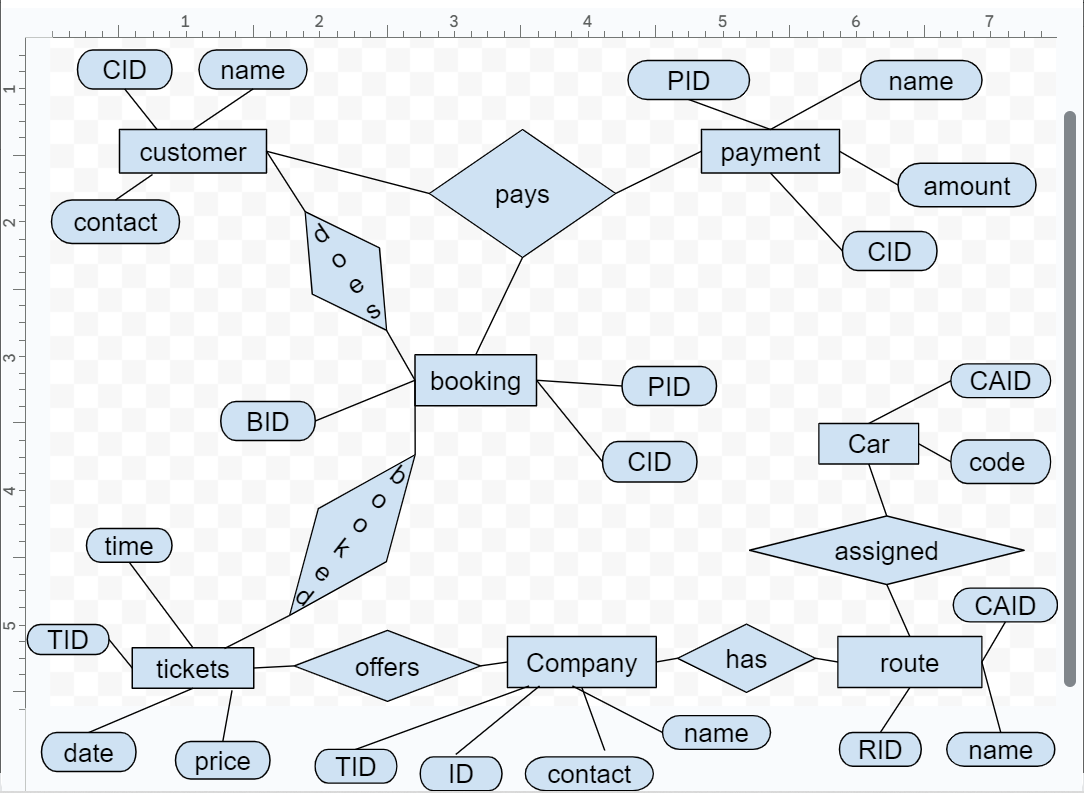 1 2 3 4 5 6 7
1
2
3
4
5
CID
name
customer
contact
PID
name
payment
amount
CID
pays
does
booking
BID
PID
CID
booked
CAID
Car
code
assigned
CAID
time
TID
tickets
date
price
offers
Company
TID
ID
contact
name
has
route
RID
name